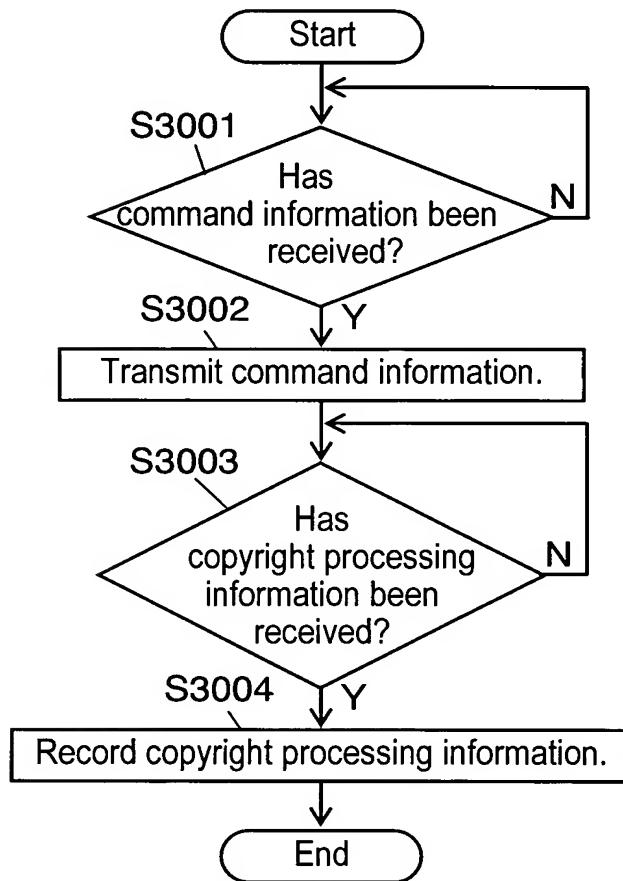 Start
S3001
Has
command information been
received?
N
Y
S3002
Transmit command information.
S3003
Has
copyright processing
information been
received?
N
Y
S3004
Record copyright processing information.
End